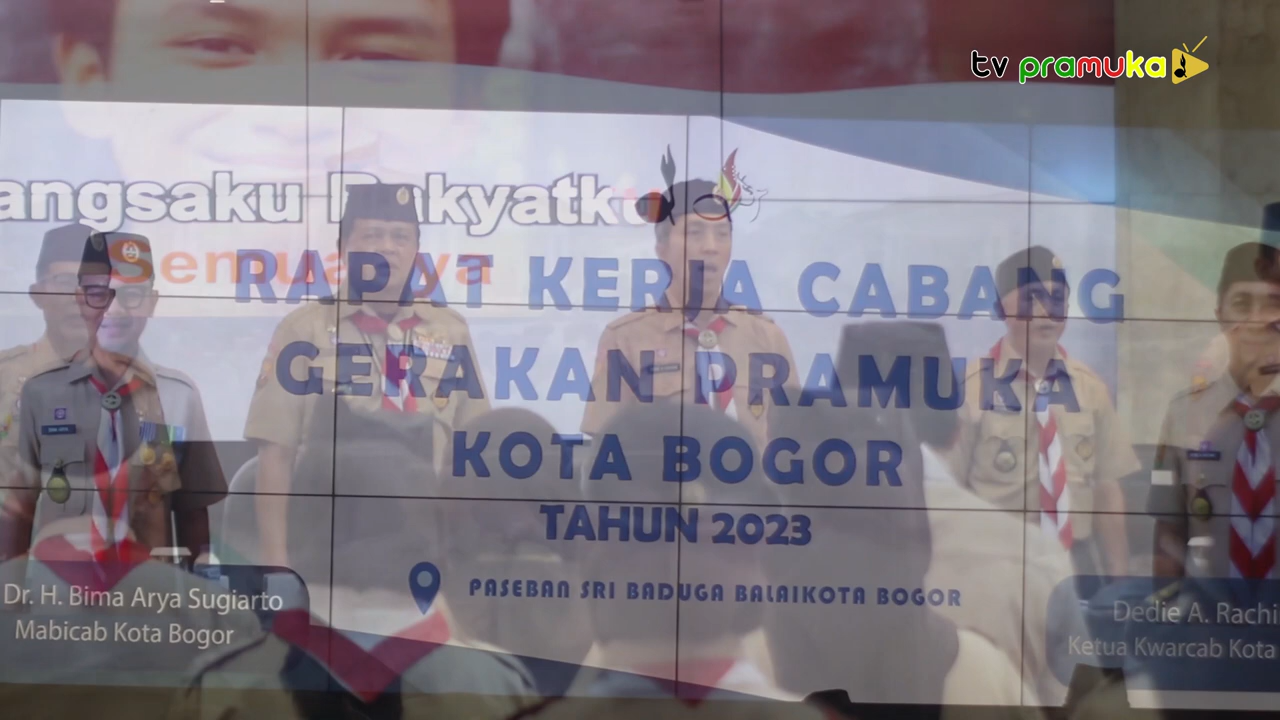 tv pramuka
angsaku Rakyatku
Semuanya
RAPAT KERJA CABANG
GERAKAN PRAMUKA
KOTA BOGOR
TAHUN 2023
PASEBAN SRI BADUGA BALAIKOTA BOGOR
Dr. H. Bima Arya Sugiarto
Mabicab Kota Bogor
Dedie A. Rachi
Ketua Kwarcab Kota